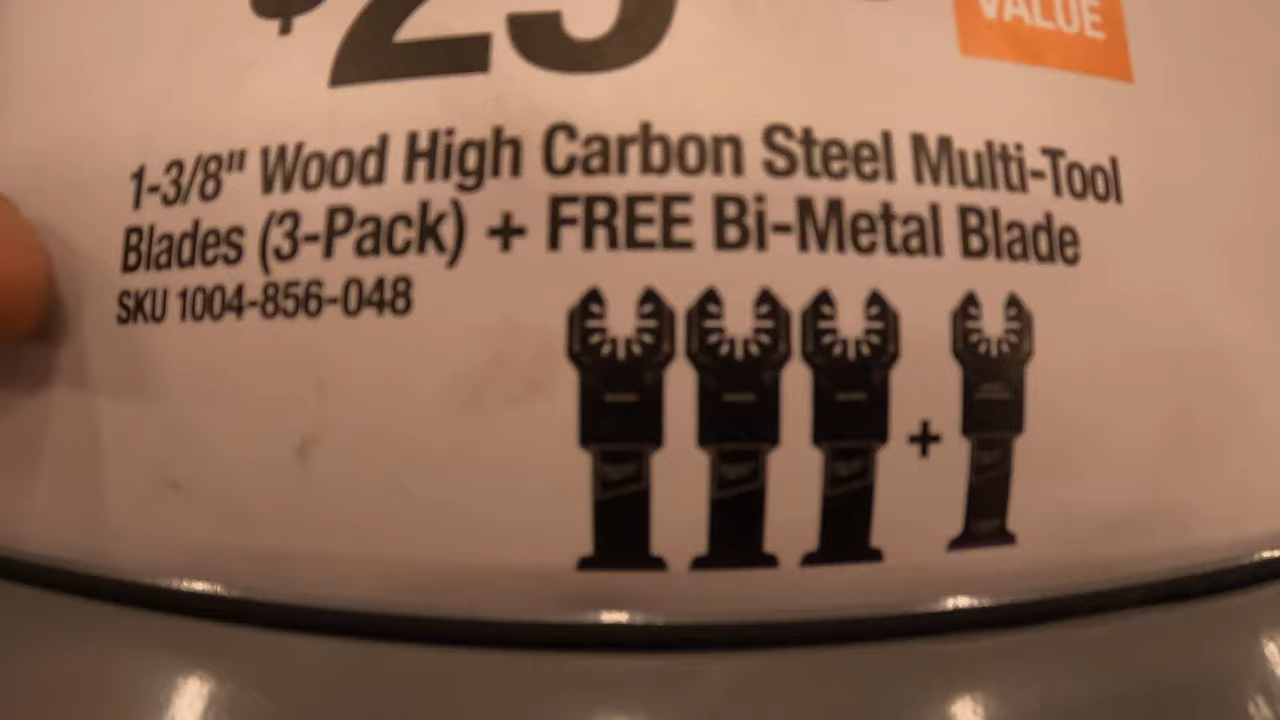 $25
VALUE
1-3/8" Wood High Carbon Steel Multi-Tool
Blades (3-Pack) + FREE Bi-Metal Blade
SKU 1004-856-048
+